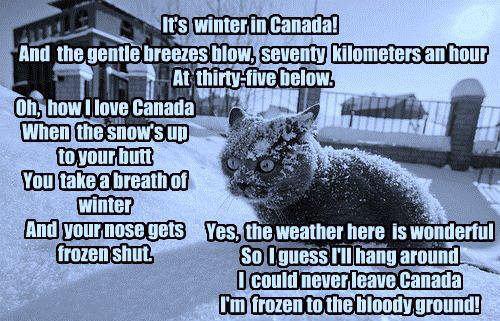 It's winter in Canada!
And the gentle breezes blow, seventy kilometers an hour
At thirty-five below.
Oh, how I love Canada
When the snow's up
to your butt
You take a breath of
winter
And your nose gets
frozen shut.
Yes, the weather here is wonderful
So I guess I'll hang around
I could never leave Canada
I'm frozen to the bloody ground!